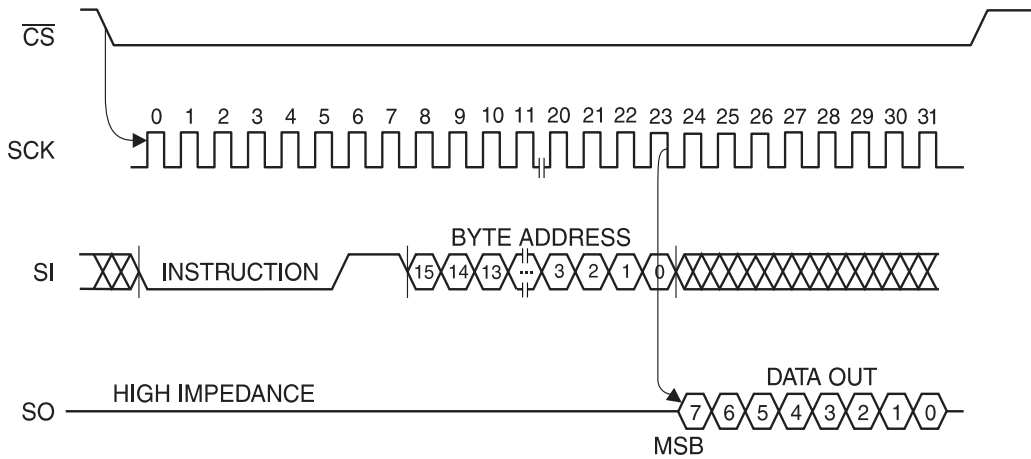 CS
0 1 2 3 4 5 6 7 8 9 10 11 20 21 22 23 24 25 26 27 28 29 30 31
SCK
BYTE ADDRESS
SI INSTRUCTION 15 14 13 ... 3 2 1 0
HIGH IMPEDANCE DATA OUT
SO 7 6 5 4 3 2 1 0
MSB